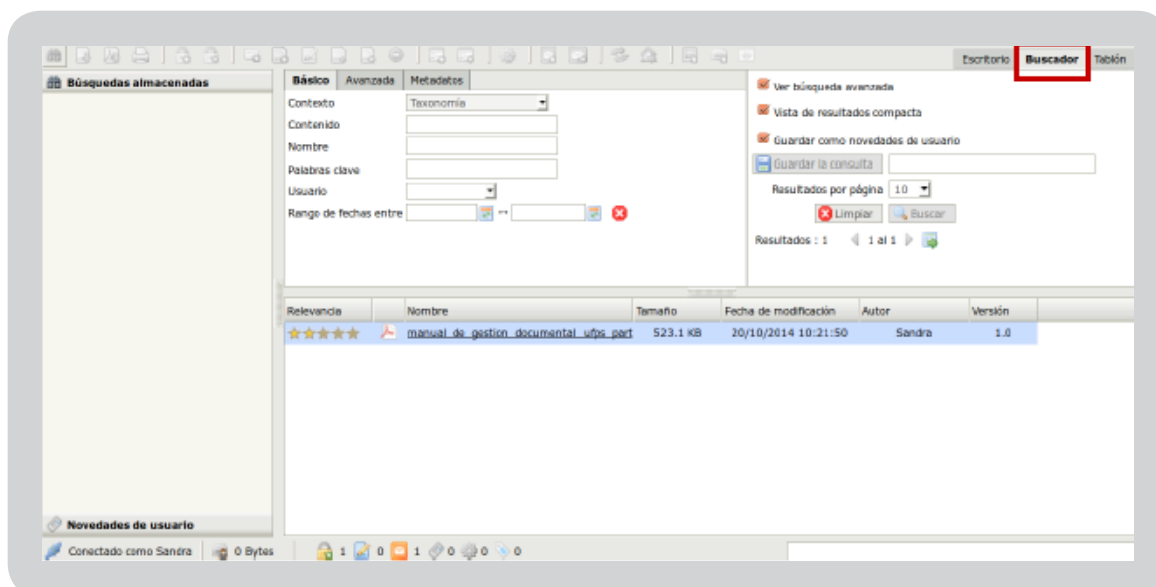 Escritorio Buscador Tablón
Búsquedas almacenadas
Básico Avanzada Metadatos
Contexto Taxonomía
Contenido
Nombre
Palabras clave
Usuario
Rango de fechas entre
Ver búsqueda avanzada
Vista de resultados compacta
Guardar como novedades de usuario
Guardar la consulta
Resultados por página 10
Limpiar Buscar
Resultados : 1 1 al 1
Relevancia Nombre Tamaño Fecha de modificación Autor Versión
manual_de_gestion_documental_ufps_part 523.1 KB 20/10/2014 10:21:50 Sandra 1.0
Novedades de usuario
Conectado como Sandra 0 Bytes 1 0 1 0 0 0